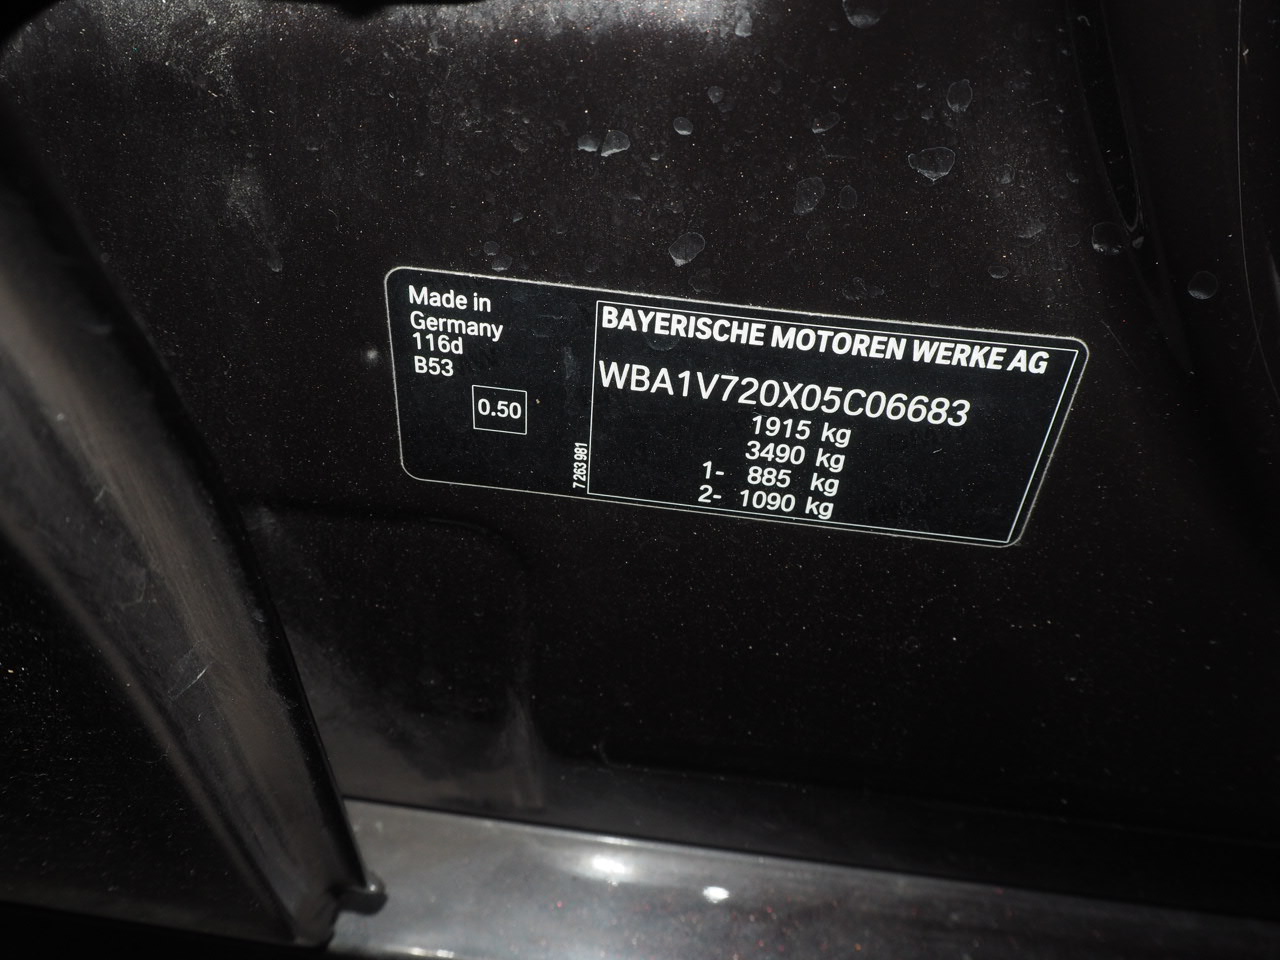 Made in
Germany
116d
B53
0.50
7 263 981
BAYERISCHE MOTOREN WERKE AG
WBA1V720X05C06683
1915 kg
3490 kg
1- 885 kg
2- 1090 kg